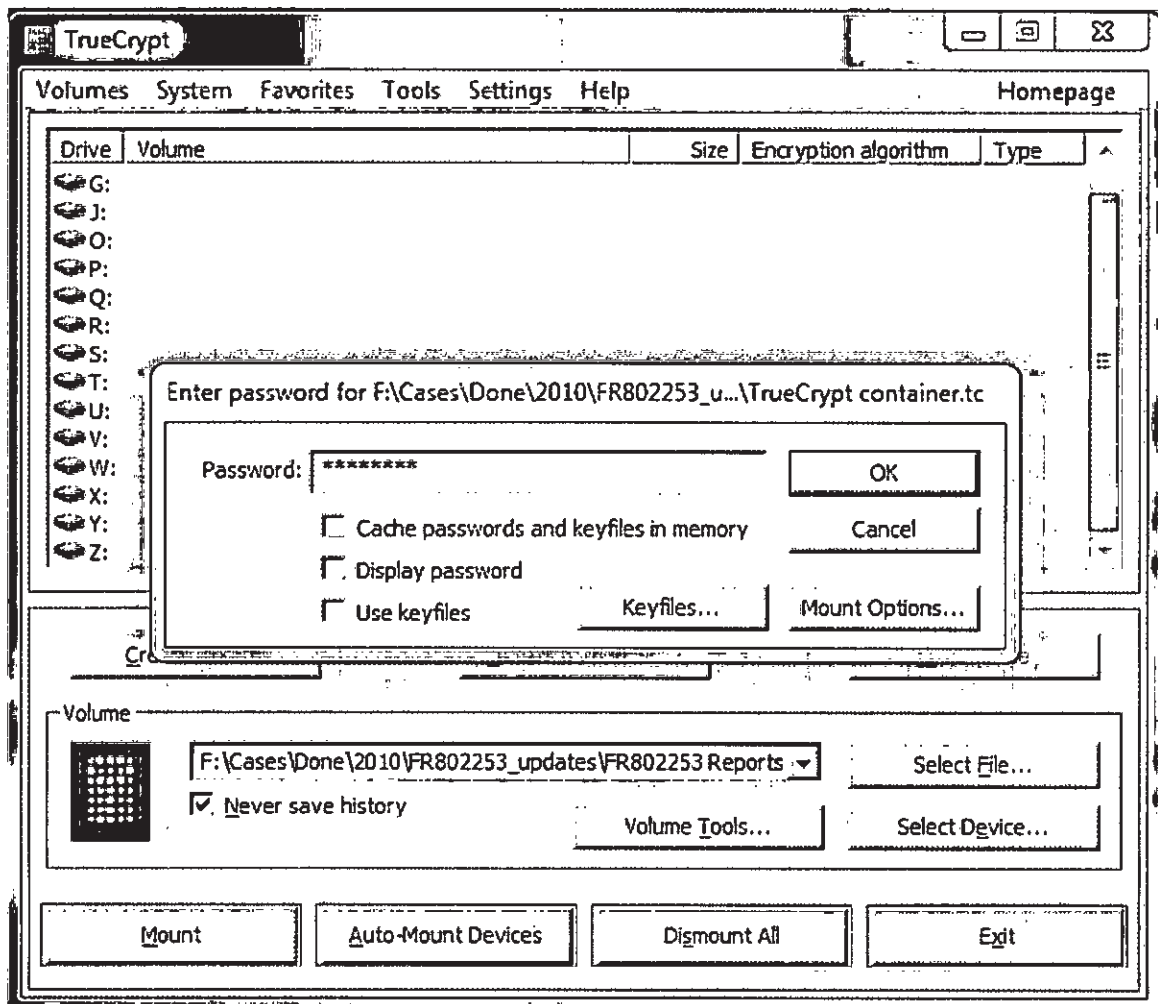 TrueCrypt
Volumes System Favorites Tools Settings Help Homepage
Drive Volume Size Encryption algorithm Type
G:
J:
O:
P:
Q:
R:
S:
T:
U:
V:
W:
X:
Y:
Z:
Enter password for F:\Cases\Done\2010\FR802253_u...\TrueCrypt container.tc
Password: ********
OK
Cache passwords and keyfiles in memory
Cancel
Display password
Use keyfiles
Keyfiles...
Mount Options...
Volume
F:\Cases\Done\2010\FR802253_updates\FR802253 Reports
Select File...
Never save history
Volume Tools...
Select Device...
Mount Auto-Mount Devices Dismount All Exit